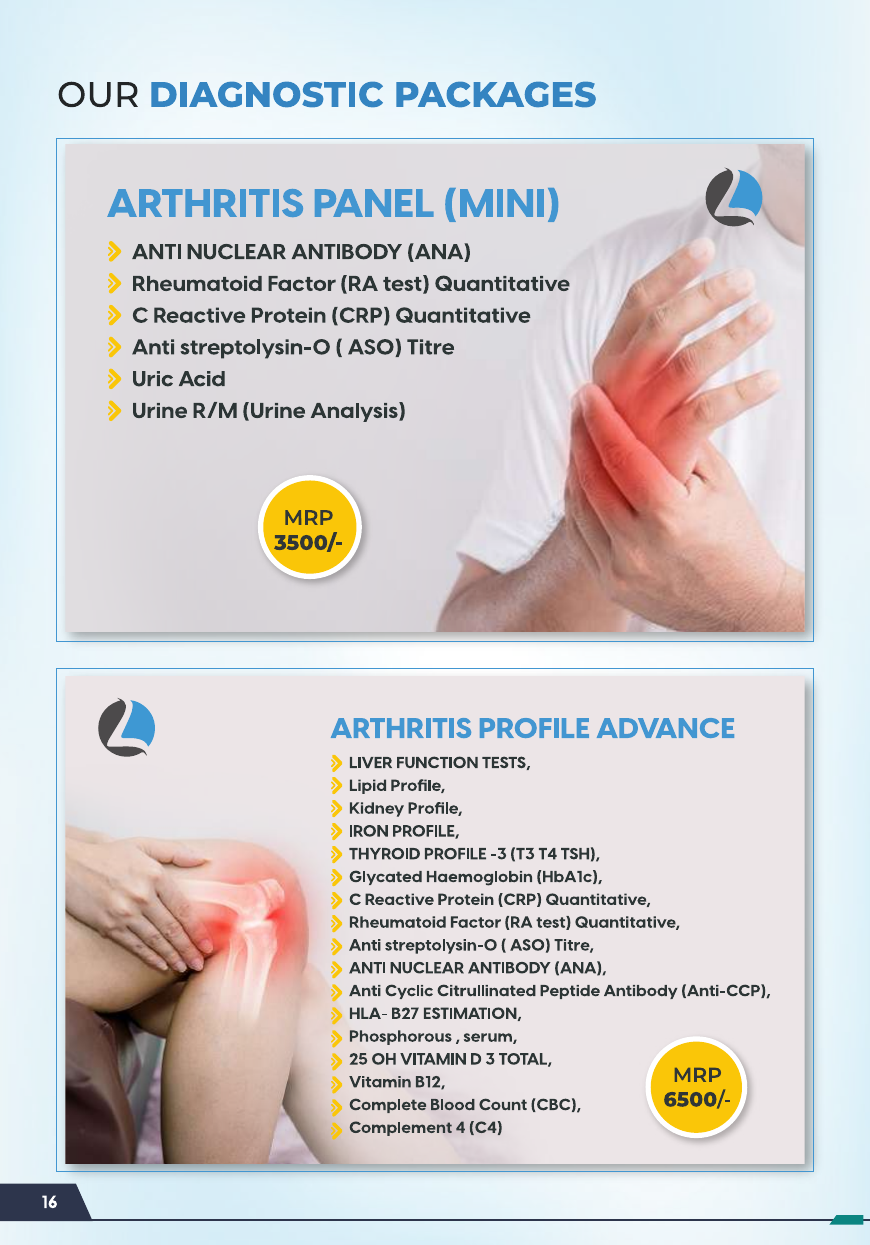 OUR DIAGNOSTIC PACKAGES
ARTHRITIS PANEL (MINI)
ANTI NUCLEAR ANTIBODY (ANA)
Rheumatoid Factor (RA test) Quantitative
C Reactive Protein (CRP) Quantitative
Anti streptolysin-O ( ASO) Titre
Uric Acid
Urine R/M (Urine Analysis)
MRP
3500/-
ARTHRITIS PROFILE ADVANCE
LIVER FUNCTION TESTS,
Lipid Profile,
Kidney Profile,
IRON PROFILE,
THYROID PROFILE -3 (T3 T4 TSH),
Glycated Haemoglobin (HbA1c),
C Reactive Protein (CRP) Quantitative,
Rheumatoid Factor (RA test) Quantitative,
Anti streptolysin-O ( ASO) Titre,
ANTI NUCLEAR ANTIBODY (ANA),
Anti Cyclic Citrullinated Peptide Antibody (Anti-CCP),
HLA- B27 ESTIMATION,
Phosphorous , serum,
25 OH VITAMIN D 3 TOTAL,
Vitamin B12,
Complete Blood Count (CBC),
Complement 4 (C4)
MRP
6500/-
16